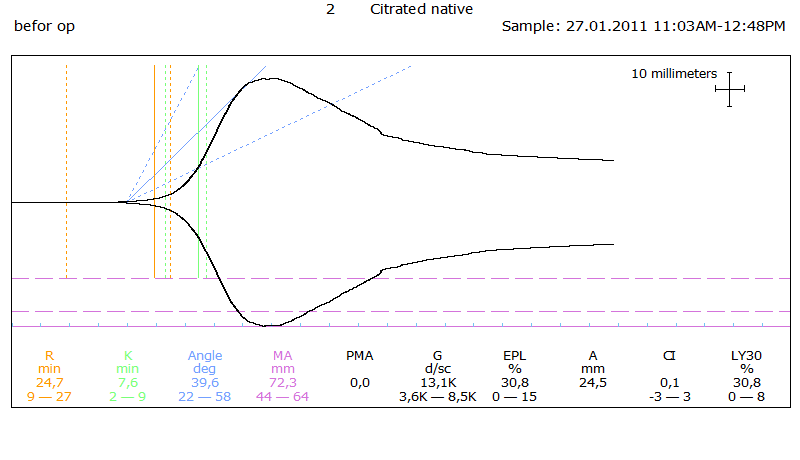 2 Citrated native
befor op Sample: 27.01.2011 11:03AM-12:48PM
10 millimeters
R K Angle MA PMA G EPL A CI LY30
min min deg mm d/sc % mm %
24,7 7,6 39,6 72,3 0,0 13,1K 30,8 24,5 0,1 30,8
9 — 27 2 — 9 22 — 58 44 — 64 3,6K — 8,5K 0 — 15 -3 — 3 0 — 8